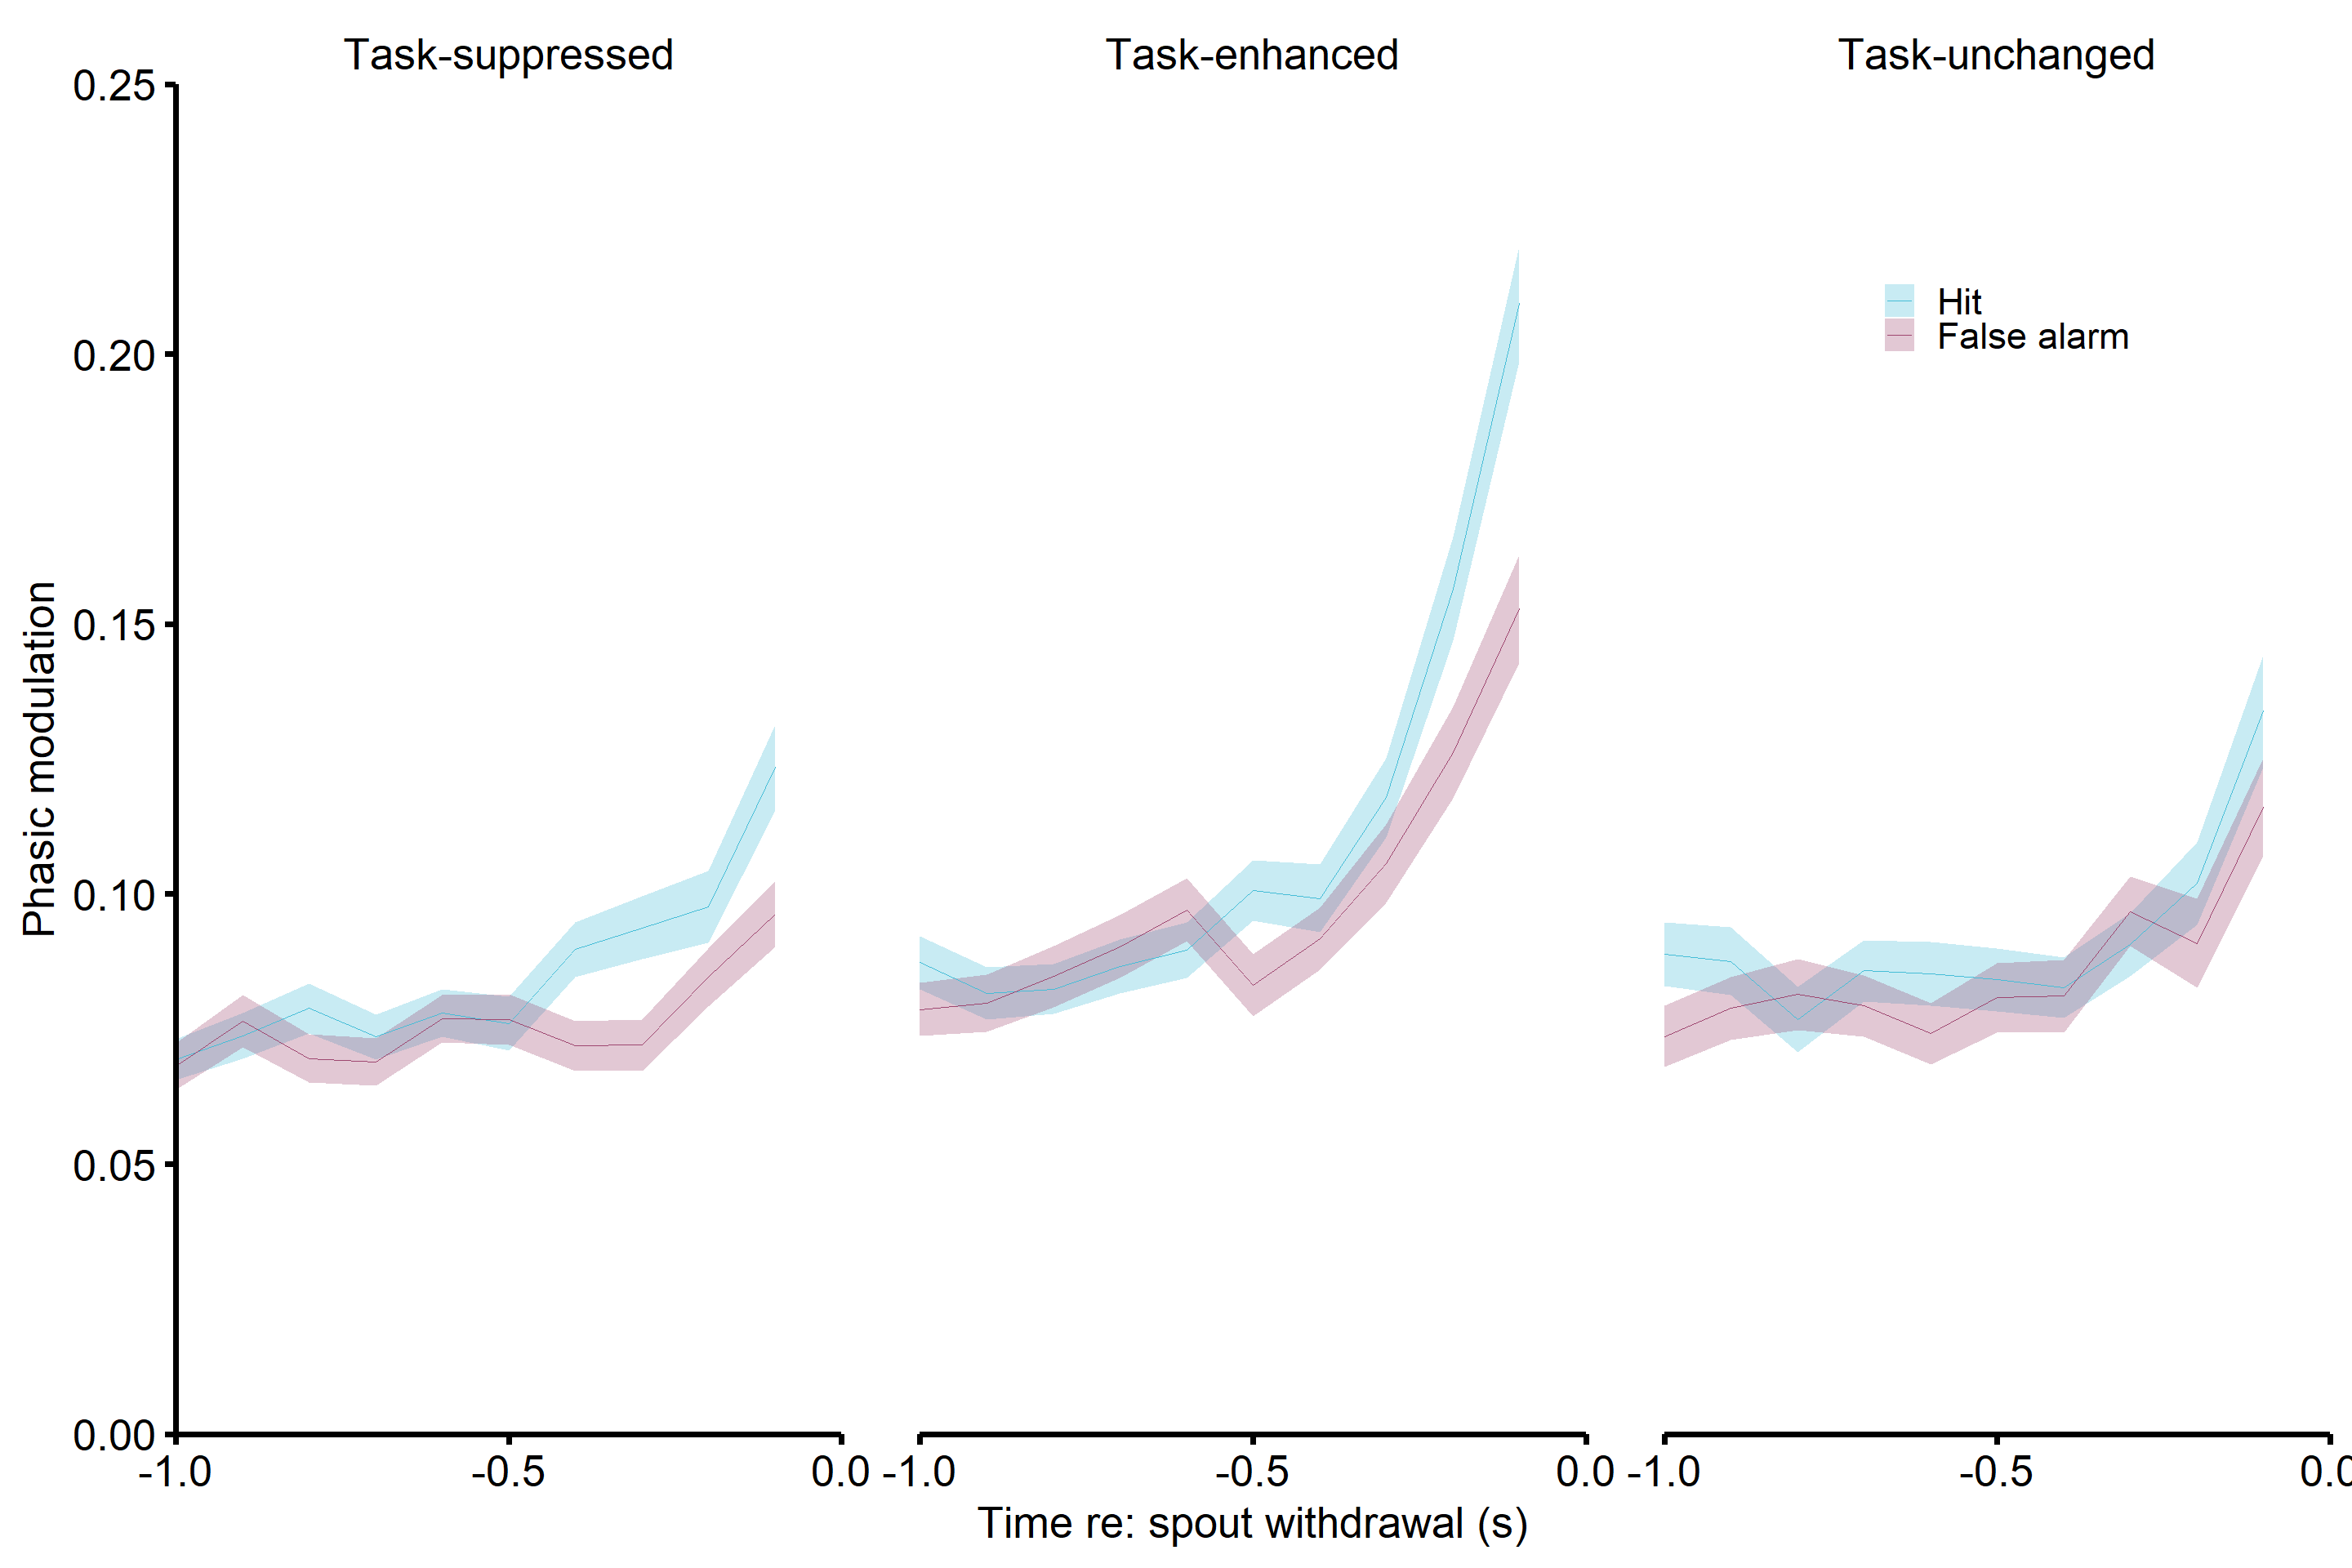 Task-suppressed Task-enhanced Task-unchanged
0.25
0.20
0.15
0.10
0.05
0.00
Phasic modulation
Hit
False alarm
-1.0 -0.5 0.0 -1.0 -0.5 0.0 -1.0 -0.5 0.0
Time re: spout withdrawal (s)